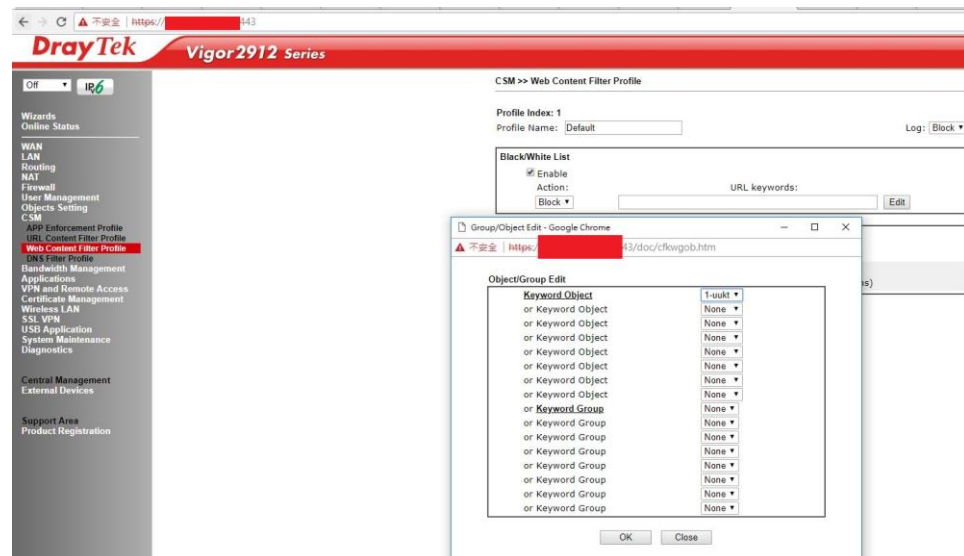 不安全 | https:// 443
DrayTek
Vigor2912 Series
Off
IPv6
Wizards
Online Status
WAN
LAN
Routing
NAT
Firewall
User Management
Objects Setting
CSM
APP Enforcement Profile
URL Content Filter Profile
Web Content Filter Profile
DNS Filter Profile
Bandwidth Management
Applications
VPN and Remote Access
Certificate Management
Wireless LAN
SSL VPN
USB Application
System Maintenance
Diagnostics
Central Management
External Devices
Support Area
Product Registration
CSM >> Web Content Filter Profile
Profile Index: 1
Profile Name: Default Log: Block
Black/White List
Enable
Action: URL keywords:
Block Edit
Group/Object Edit - Google Chrome
不安全 | https:/ 43/doc/cfkwgob.htm
Object/Group Edit
Keyword Object 1-uukt
or Keyword Object None
or Keyword Object None
or Keyword Object None
or Keyword Object None
or Keyword Object None
or Keyword Object None
or Keyword Object None
or Keyword Group None
or Keyword Group None
or Keyword Group None
or Keyword Group None
or Keyword Group None
or Keyword Group None
or Keyword Group None
or Keyword Group None
OK Close